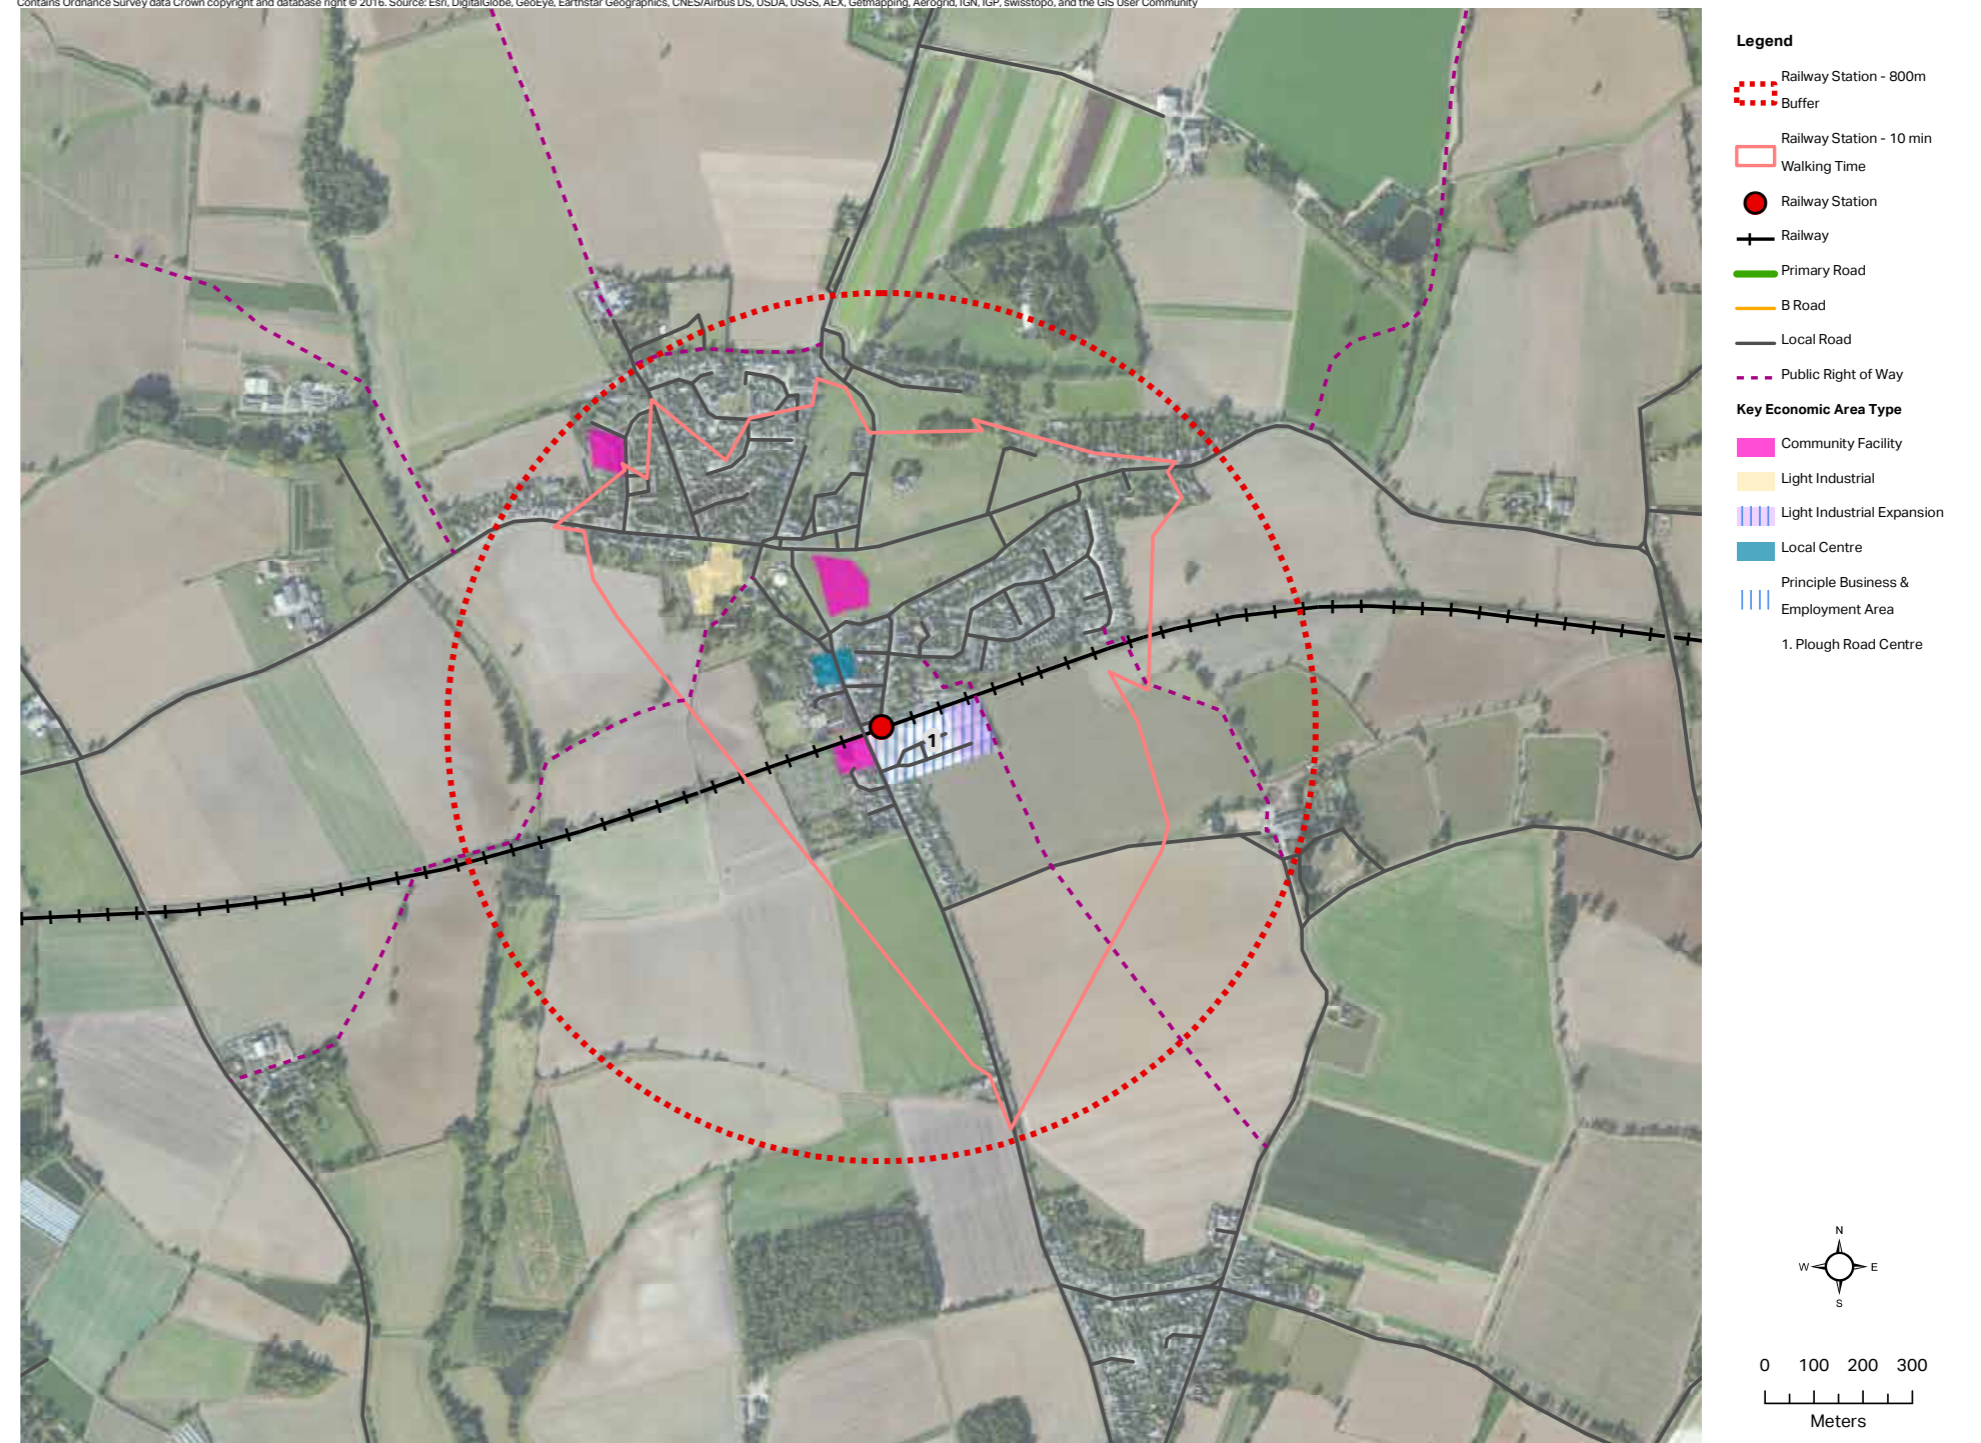 Contains Ordnance Survey data Crown copyright and database right © 2016. Source: Esri, DigitalGlobe, GeoEye, Earthstar Geographics, CNES/Airbus DS, USDA, USGS, AEX, Getmapping, Aerogrid, IGN, IGP, swisstopo, and the GIS User Community
Legend
Railway Station - 800m
Buffer
Railway Station - 10 min
Walking Time
Railway Station
Railway
Primary Road
B Road
Local Road
Public Right of Way
Key Economic Area Type
Community Facility
Light Industrial
Light Industrial Expansion
Local Centre
Principle Business &
Employment Area
1. Plough Road Centre
1
N
W E
S
0 100 200 300
Meters